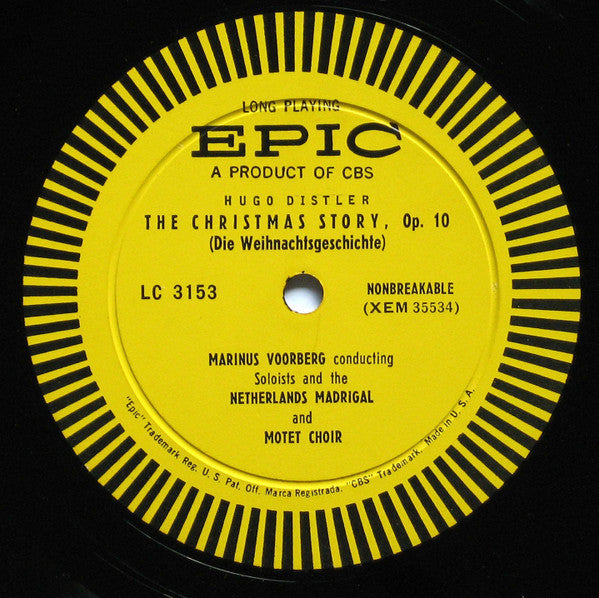 LONG PLAYING
EPIC
A PRODUCT OF CBS
HUGO DISTLER
THE CHRISTMAS STORY, Op. 10
(Die Weihnachtsgeschichte)
LC 3153
NONBREAKABLE
(XEM 35534)
MARINUS VOORBERG conducting
Soloists and the
NETHERLANDS MADRIGAL
and
MOTET CHOIR
"Epic" Trademark Reg. U. S. Pat. Off. Marca Registrada. "CBS" Trademark. Made in U. S. A.